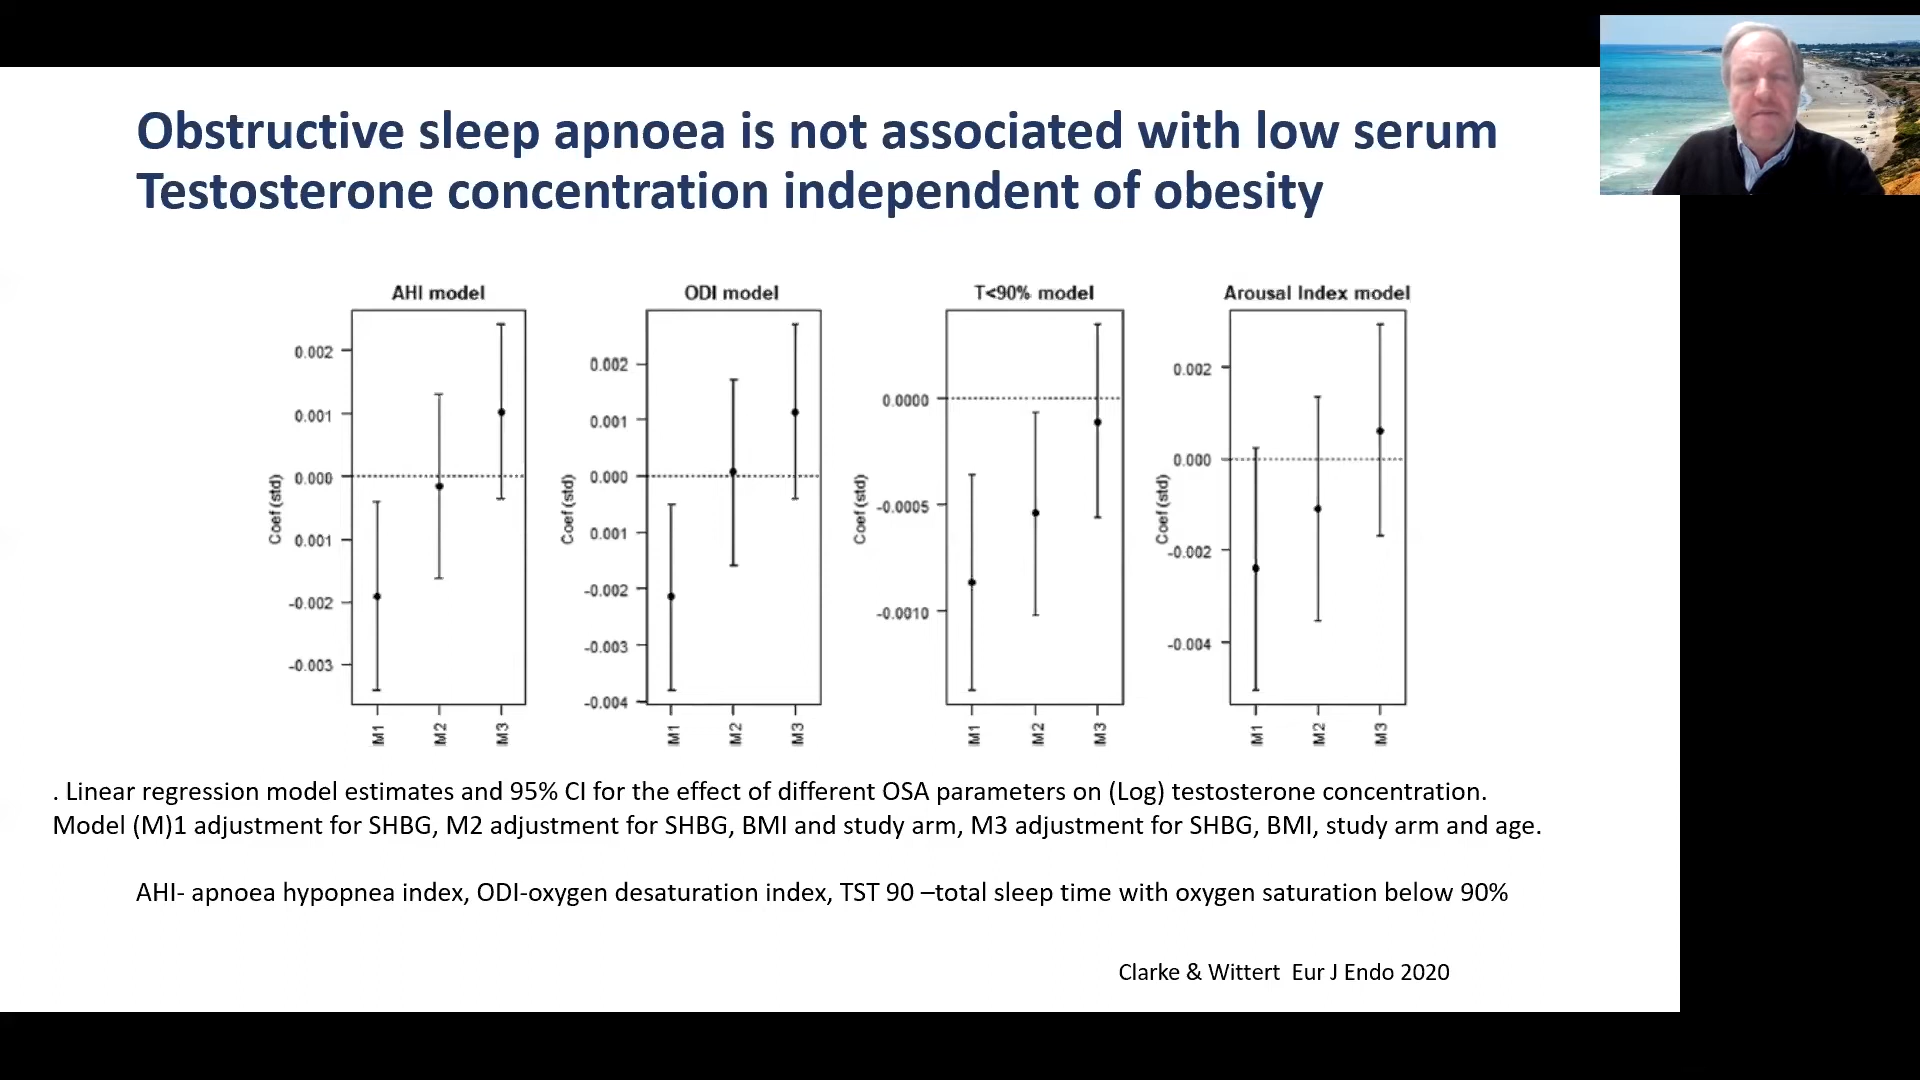 Obstructive sleep apnoea is not associated with low serum
Testosterone concentration independent of obesity
AHI model
ODI model
T<90% model
Arousal Index model
Coef (std)
0.002
0.001
0.000
0.001
-0.002
-0.003
M1
M2
M3
Coef (std)
0.002
0.001
0.000
0.001
-0.002
-0.003
-0.004
M1
M2
M3
Coef (std)
0.0000
-0.0005
-0.0010
M1
M2
M3
Coef (std)
0.002
0.000
-0.002
-0.004
M1
M2
M3
. Linear regression model estimates and 95% CI for the effect of different OSA parameters on (Log) testosterone concentration.
Model (M)1 adjustment for SHBG, M2 adjustment for SHBG, BMI and study arm, M3 adjustment for SHBG, BMI, study arm and age.
AHI- apnoea hypopnea index, ODI-oxygen desaturation index, TST 90 –total sleep time with oxygen saturation below 90%
Clarke & Wittert Eur J Endo 2020